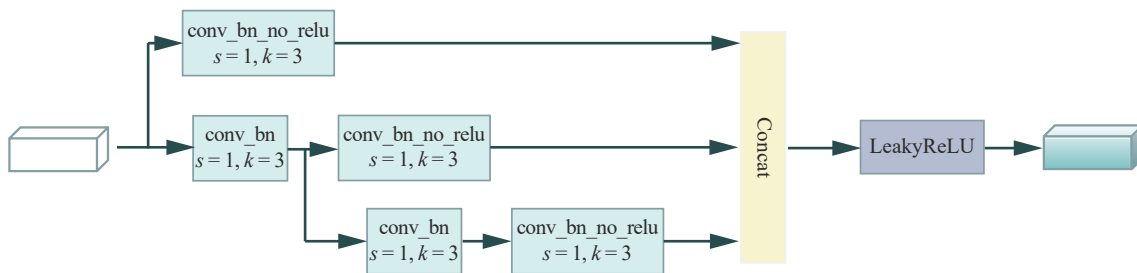 conv_bn_no_relu
s = 1, k = 3
conv_bn
s = 1, k = 3
conv_bn_no_relu
s = 1, k = 3
conv_bn
s = 1, k = 3
conv_bn_no_relu
s = 1, k = 3
Concat
LeakyReLU